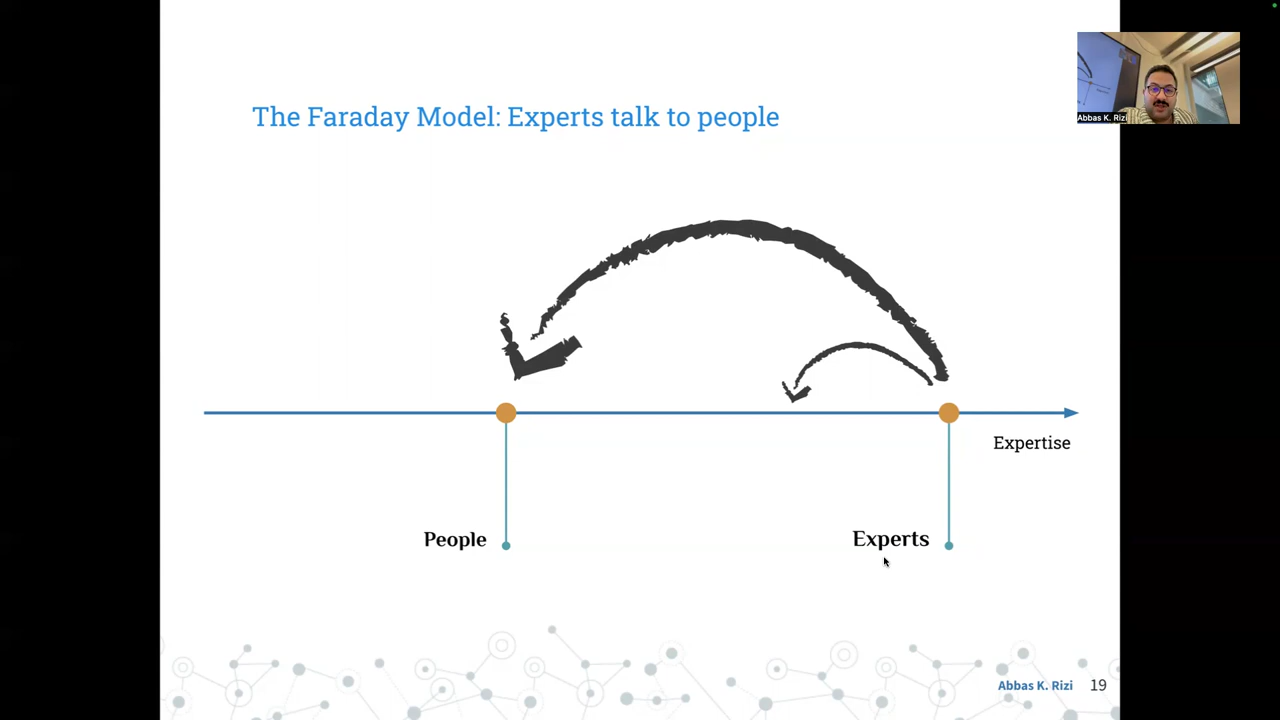 The Faraday Model: Experts talk to people
Abbas K. Rizi
Expertise
People
Experts
Abbas K. Rizi 19